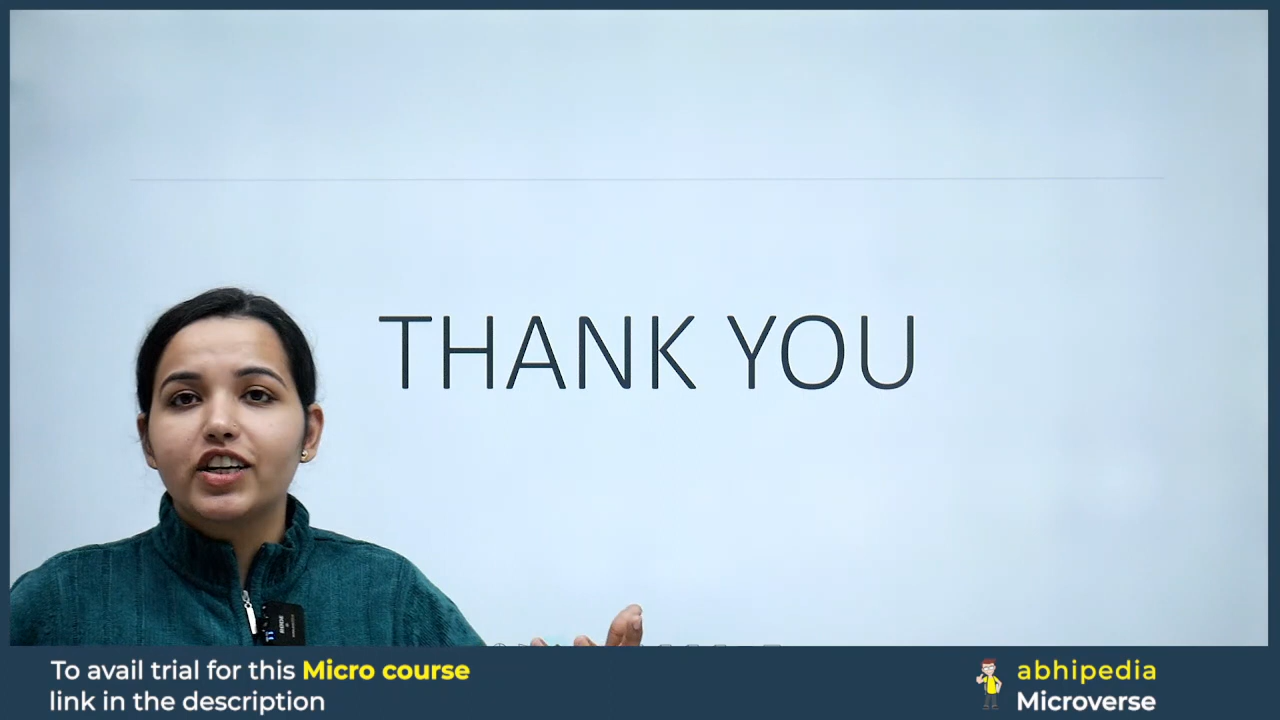 THANK YOU
To avail trial for this Micro course
link in the description
abhipedia
Microverse